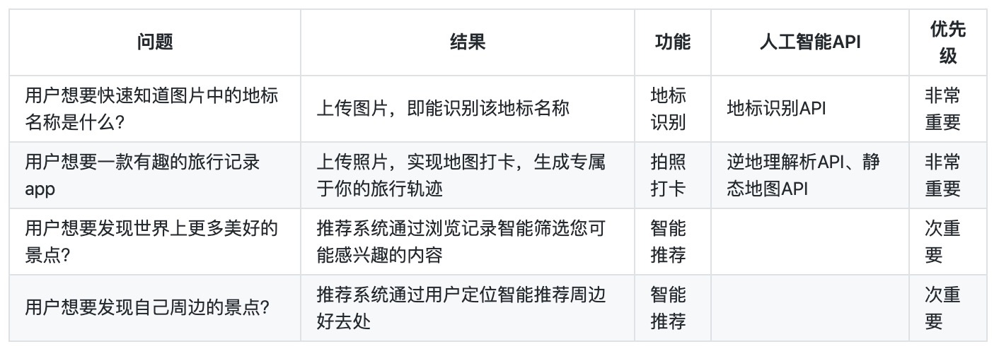 问题
结果
功能
人工智能API
优先
级
用户想要快速知道图片中的地标
名称是什么?
上传图片，即能识别该地标名称
地标
识别
地标识别API
非常
重要
用户想要一款有趣的旅行记录
app
上传照片，实现地图打卡，生成专属
于你的旅行轨迹
拍照
打卡
逆地理解析API、静
态地图API
非常
重要
用户想要发现世界上更多美好的
景点?
推荐系统通过浏览记录智能筛选您可
能感兴趣的内容
智能
推荐
次重
要
用户想要发现自己周边的景点?
推荐系统通过用户定位智能推荐周边
好去处
智能
推荐
次重
要